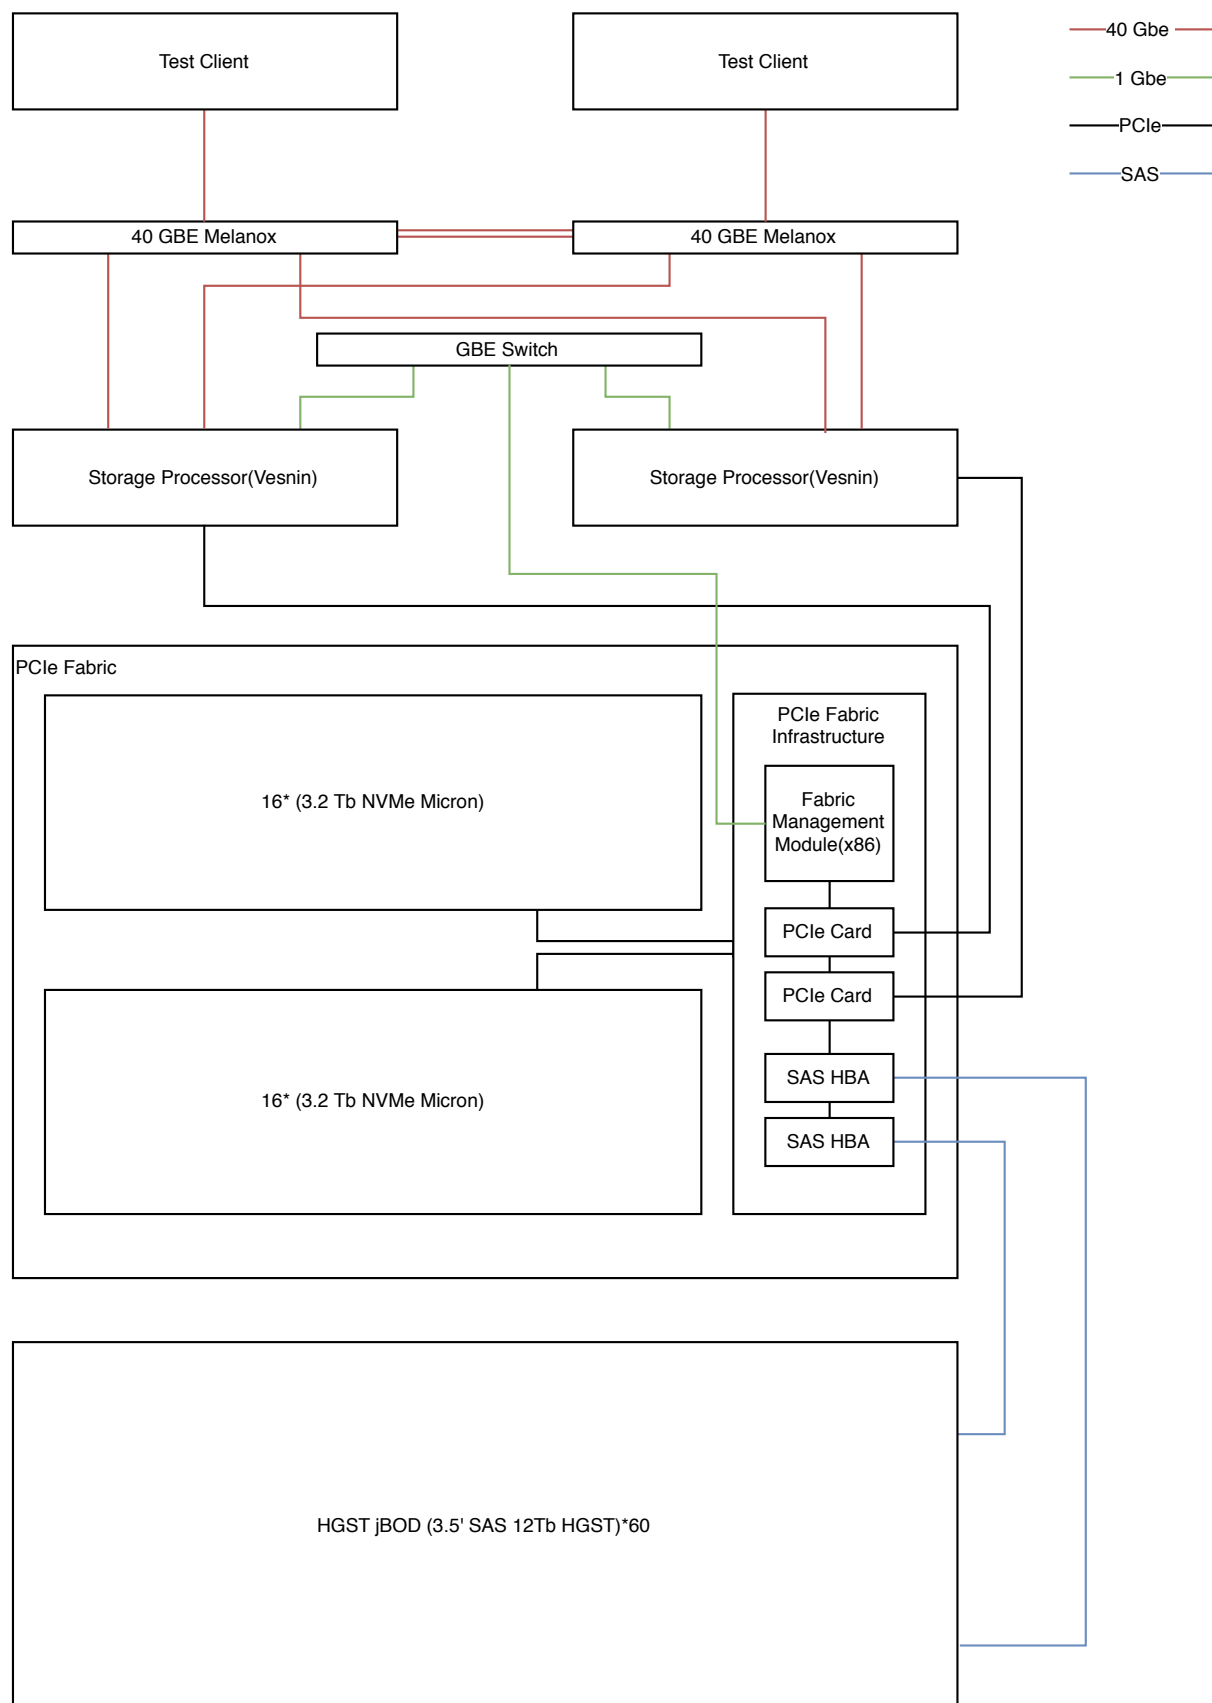 Test Client
Test Client
40 Gbe
1 Gbe
PCIe
SAS
40 GBE Melanox
40 GBE Melanox
GBE Switch
Storage Processor(Vesnin)
Storage Processor(Vesnin)
PCIe Fabric
16* (3.2 Tb NVMe Micron)
PCIe Fabric
Infrastructure
Fabric
Management
Module(x86)
PCIe Card
PCIe Card
16* (3.2 Tb NVMe Micron)
SAS HBA
SAS HBA
HGST jBOD (3.5' SAS 12Tb HGST)*60